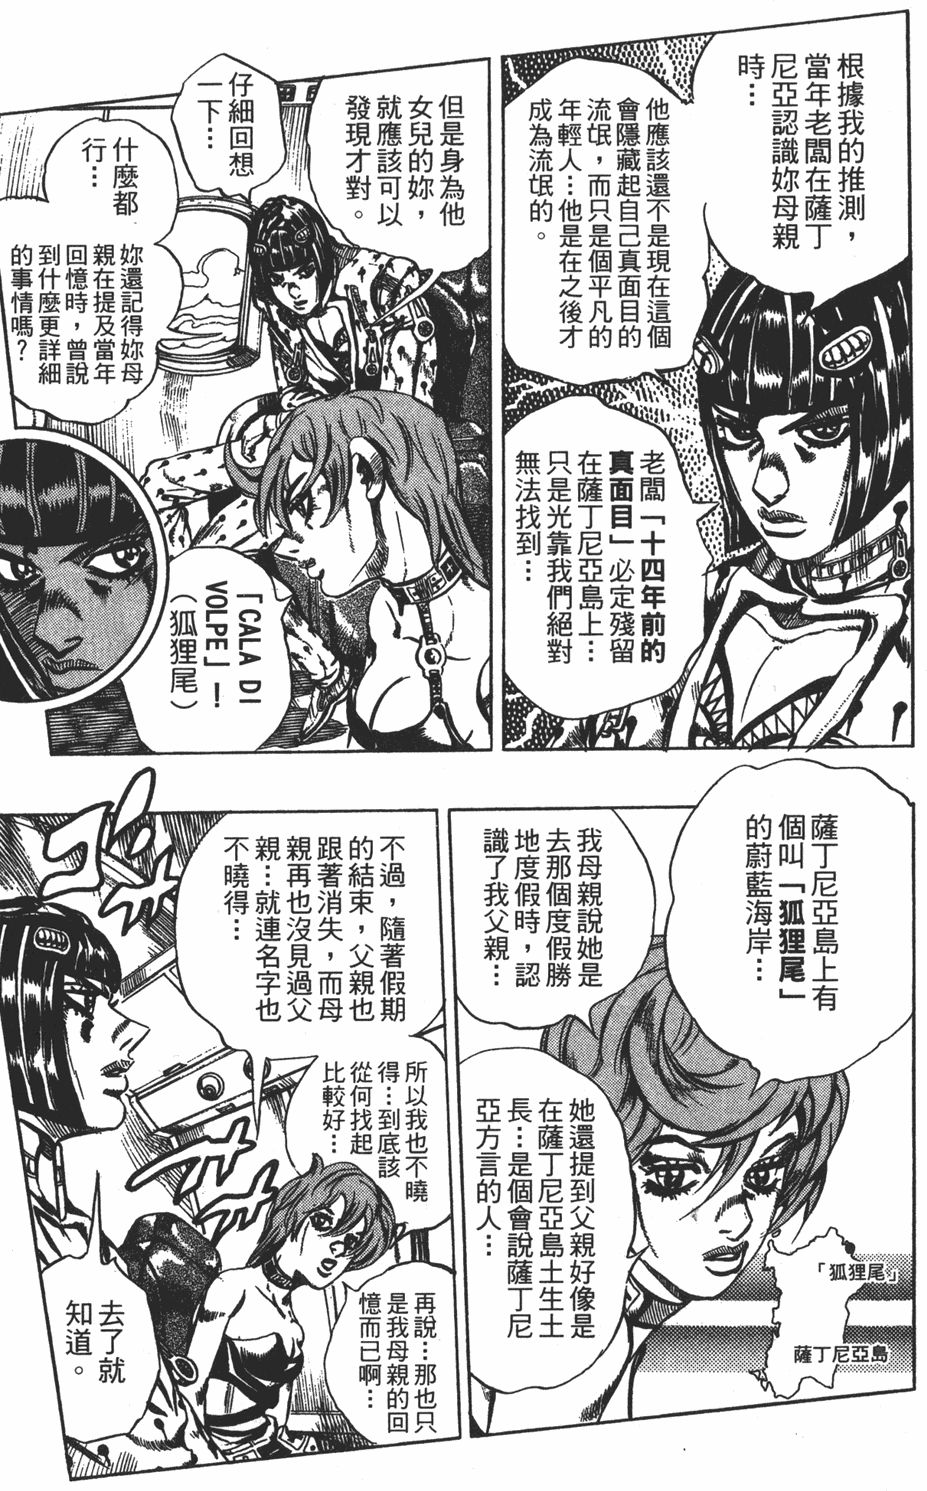 根據我的推測，
當年老闆在薩丁
尼亞認識妳母親
時…
他應該還不是現在這個
會隱藏起自己真面目的
流氓，而只是個平凡的
年輕人…他是在之後才
成為流氓的。
老闆「十四年前的
真面目」必定殘留
在薩丁尼亞島上…
只是光靠我們絕對
無法找到…
但是身為他
女兒的妳，
就應該可以
發現才對。
仔細回想
一下…
什麼都
行…
妳還記得妳母
親在提及當年
回憶時，曾說
到什麼更詳細
的事情嗎？
「CALA DI
VOLPE」！
（狐狸尾）
薩丁尼亞島上有
個叫「狐狸尾」
的蔚藍海岸…
我母親說她是
去那個度假勝
地度假時，認
識了我父親…
她還提到父親好像是
在薩丁尼亞島土生土
長…是個會說薩丁尼
亞方言的人…
「狐狸尾」
薩丁尼亞島
不過，隨著假期
的結束，父親也
跟著消失，而母
親再也沒見過父
親…就連名字也
不曉得…
所以我也不曉
得…到底該
從何找起
比較好…
再說…那也只
是我母親的回
憶而已啊…
ゴゴ
ゴゴ
去了就
知道。